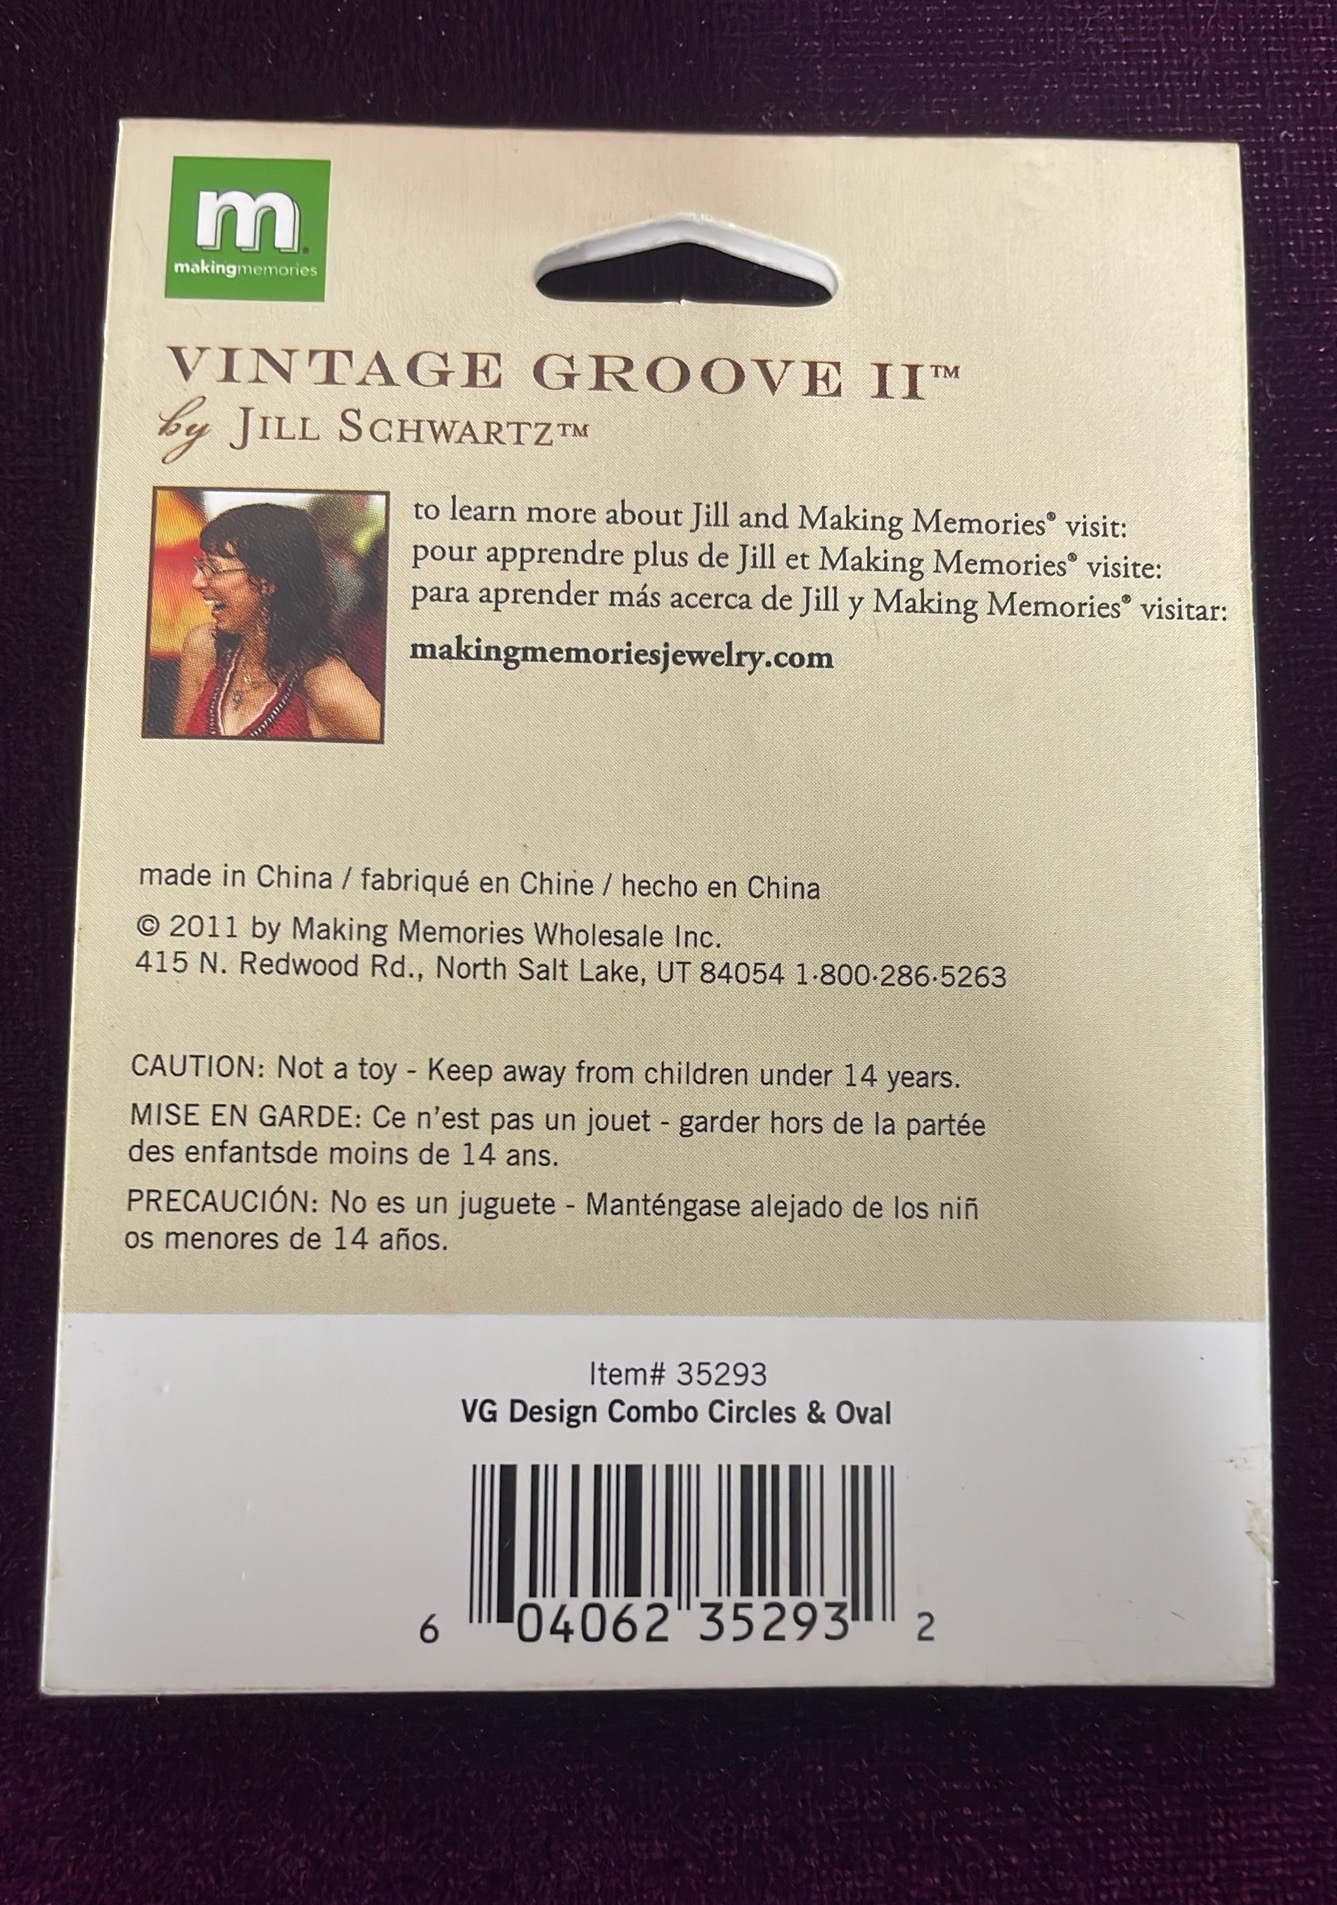 m
makingmemories
VINTAGE GROOVE II™
by JILL SCHWARTZ™
to learn more about Jill and Making Memories® visit:
pour apprendre plus de Jill et Making Memories® visite:
para aprender más acerca de Jill y Making Memories® visitar:
makingmemoriesjewelry.com
made in China / fabriqué en Chine / hecho en China
© 2011 by Making Memories Wholesale Inc.
415 N. Redwood Rd., North Salt Lake, UT 84054 1·800·286·5263
CAUTION: Not a toy - Keep away from children under 14 years.
MISE EN GARDE: Ce n'est pas un jouet - garder hors de la partée
des enfantsde moins de 14 ans.
PRECAUCIÓN: No es un juguete - Manténgase alejado de los niñ
os menores de 14 años.
Item# 35293
VG Design Combo Circles & Oval
6 04062 35293 2